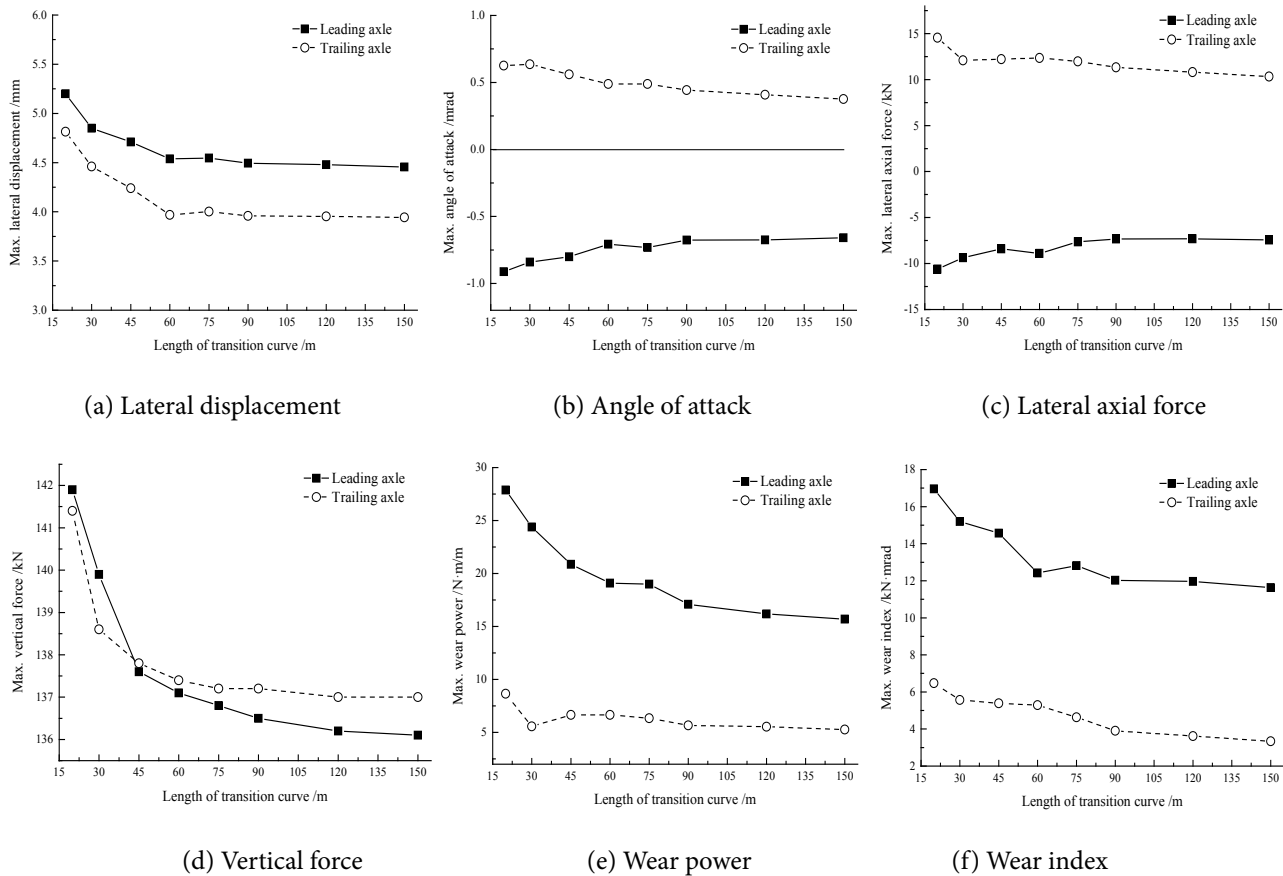 Leading axle
Trailing axle
Max. lateral displacement /mm
6.0
5.5
5.0
4.5
4.0
3.5
3.0
15 30 45 60 75 90 105 120 135 150
Length of transition curve /m
(a) Lateral displacement
Leading axle
Trailing axle
Max. angle of attack /mrad
1.0
0.5
0.0
-0.5
-1.0
15 30 45 60 75 90 105 120 135 150
Length of transition curve /m
(b) Angle of attack
Leading axle
Trailing axle
Max. lateral axial force /kN
15
10
5
0
-5
-10
-15
15 30 45 60 75 90 105 120 135 150
Length of transition curve /m
(c) Lateral axial force
Leading axle
Trailing axle
Max. vertical force /kN
142
141
140
139
138
137
136
15 30 45 60 75 90 105 120 135 150
Length of transition curve /m
(d) Vertical force
Leading axle
Trailing axle
Max. wear power /N·m/m
30
25
20
15
10
5
15 30 45 60 75 90 105 120 135 150
Length of transition curve /m
(e) Wear power
Leading axle
Trailing axle
Max. wear index /kN·mrad
18
16
14
12
10
8
6
4
2
15 30 45 60 75 90 105 120 135 150
Length of transition curve /m
(f) Wear index